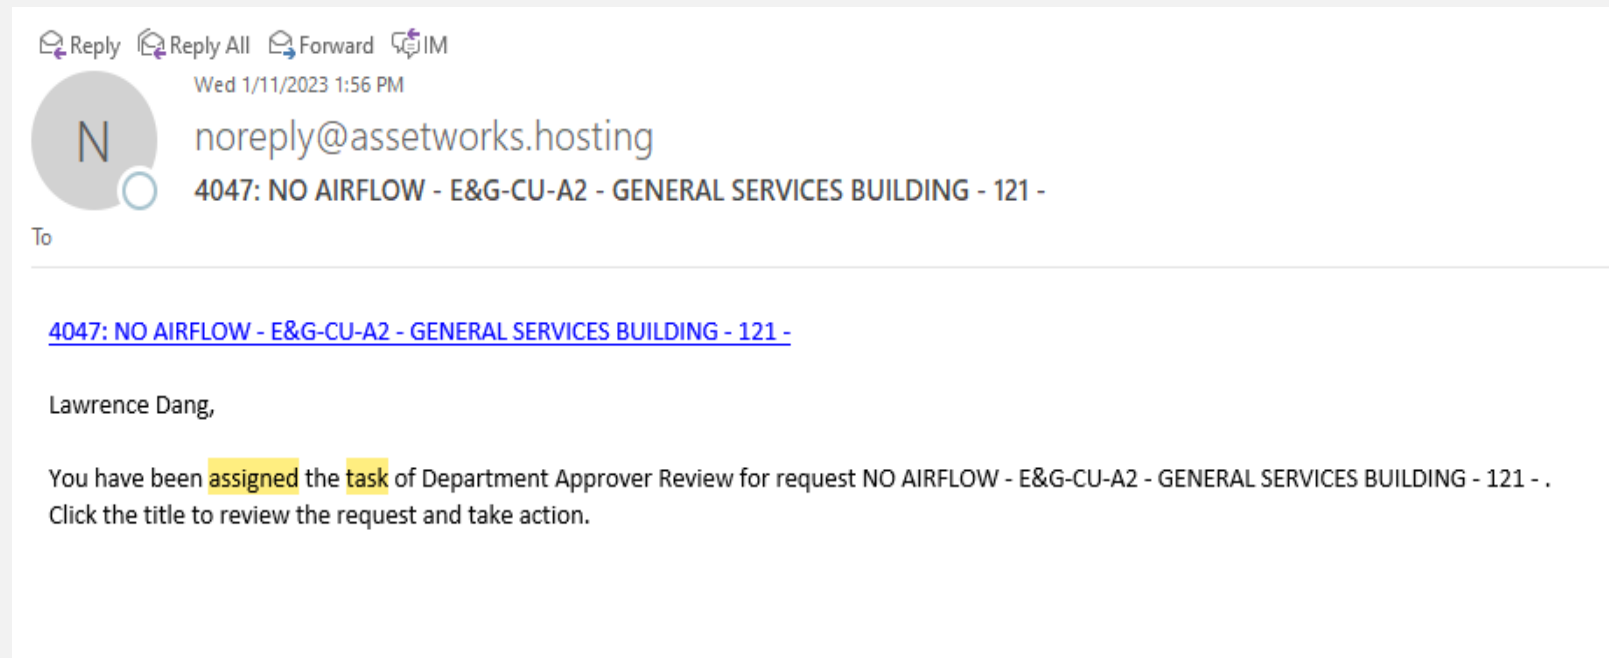 Reply Reply All Forward IM
Wed 1/11/2023 1:56 PM
N
noreply@assetworks.hosting
4047: NO AIRFLOW - E&G-CU-A2 - GENERAL SERVICES BUILDING - 121 -
To
4047: NO AIRFLOW - E&G-CU-A2 - GENERAL SERVICES BUILDING - 121 -
Lawrence Dang,
You have been assigned the task of Department Approver Review for request NO AIRFLOW - E&G-CU-A2 - GENERAL SERVICES BUILDING - 121 - .
Click the title to review the request and take action.